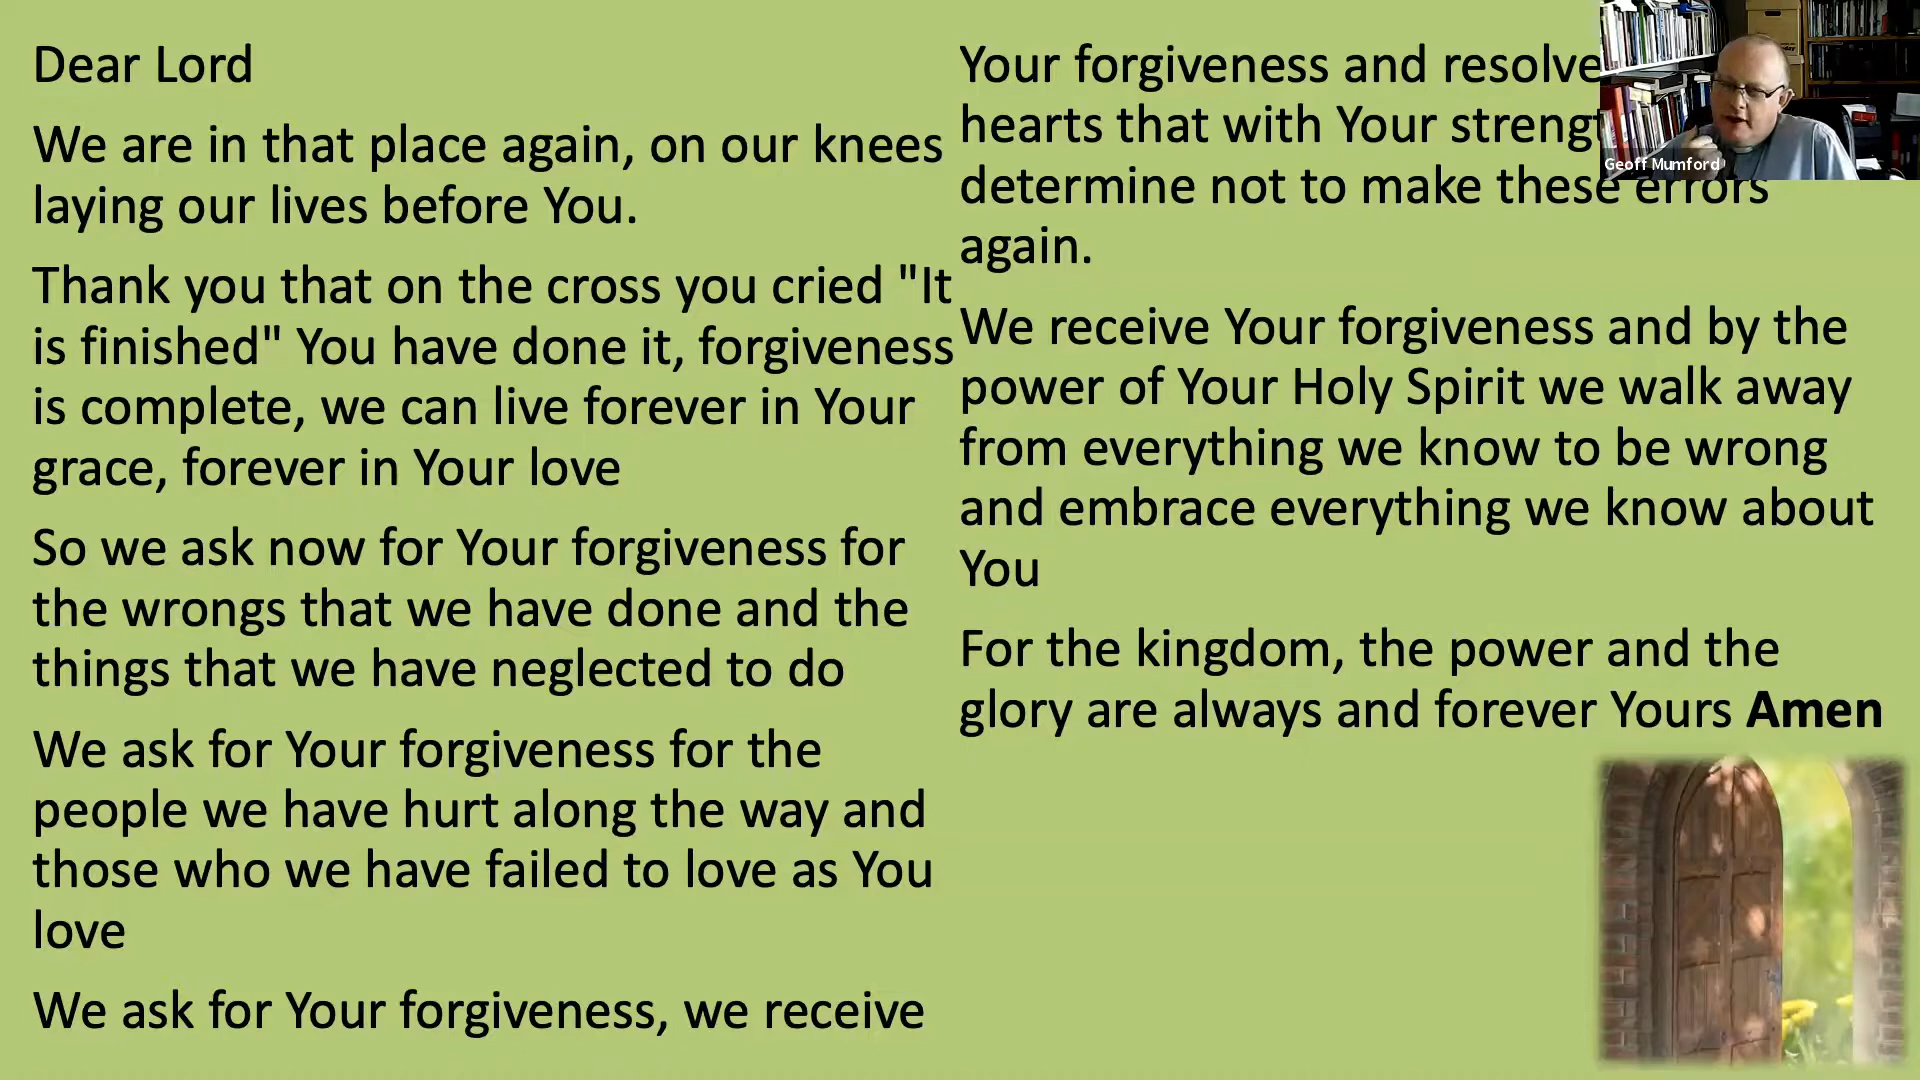 Dear Lord
We are in that place again, on our knees
laying our lives before You.
Thank you that on the cross you cried "It
is finished" You have done it, forgiveness
is complete, we can live forever in Your
grace, forever in Your love
So we ask now for Your forgiveness for
the wrongs that we have done and the
things that we have neglected to do
We ask for Your forgiveness for the
people we have hurt along the way and
those who we have failed to love as You
love
We ask for Your forgiveness, we receive
Your forgiveness and resolve
hearts that with Your
determine not to make these errors
again.
We receive Your forgiveness and by the
power of Your Holy Spirit we walk away
from everything we know to be wrong
and embrace everything we know about
You
For the kingdom, the power and the
glory are always and forever Yours Amen
Geoff Mumford